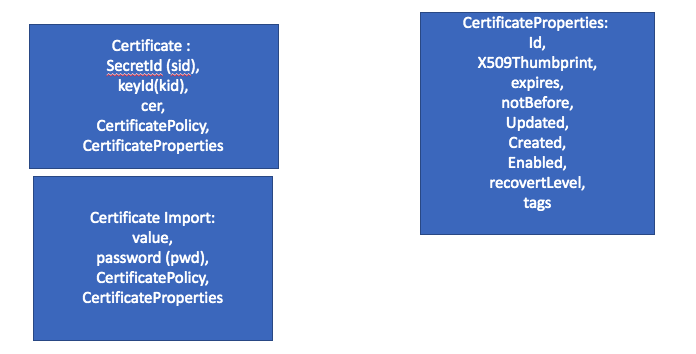 Certificate :
SecretId (sid),
keyId(kid),
cer,
CertificatePolicy,
CertificateProperties
Certificate Import:
value,
password (pwd),
CertificatePolicy,
CertificateProperties
CertificateProperties:
Id,
X509Thumbprint,
expires,
notBefore,
Updated,
Created,
Enabled,
recovertLevel,
tags